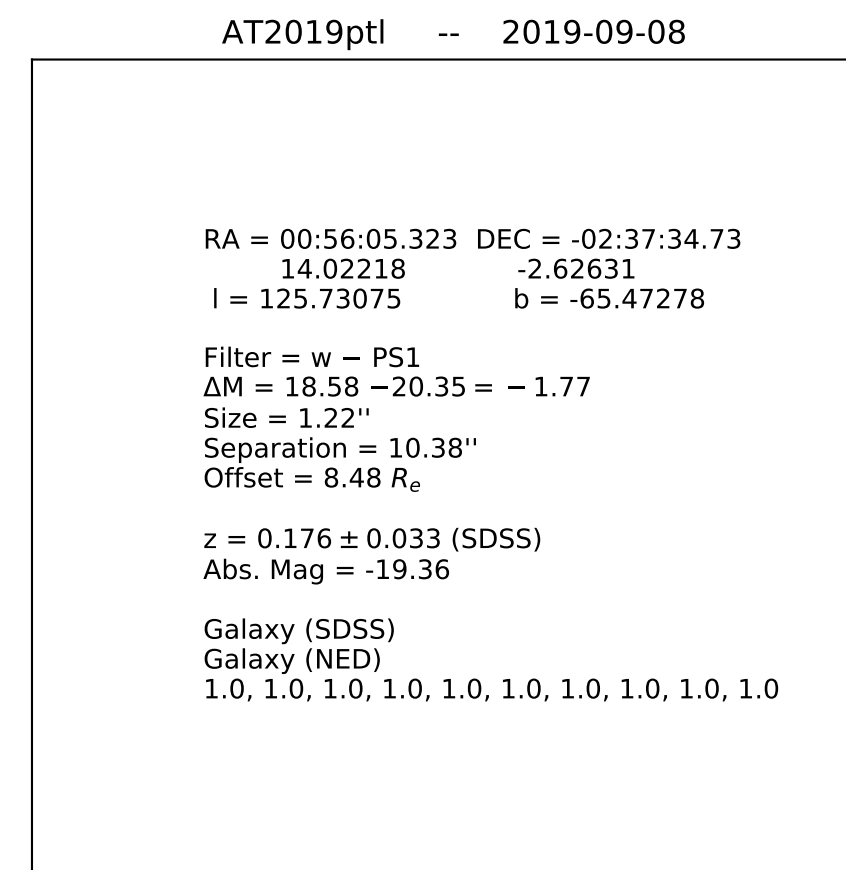 AT2019ptl -- 2019-09-08
RA = 00:56:05.323 DEC = -02:37:34.73
14.02218 -2.62631
l = 125.73075 b = -65.47278
Filter = w − PS1
ΔM = 18.58 −20.35 = − 1.77
Size = 1.22''
Separation = 10.38''
Offset = 8.48 Rₑ
z = 0.176 ± 0.033 (SDSS)
Abs. Mag = -19.36
Galaxy (SDSS)
Galaxy (NED)
1.0, 1.0, 1.0, 1.0, 1.0, 1.0, 1.0, 1.0, 1.0, 1.0